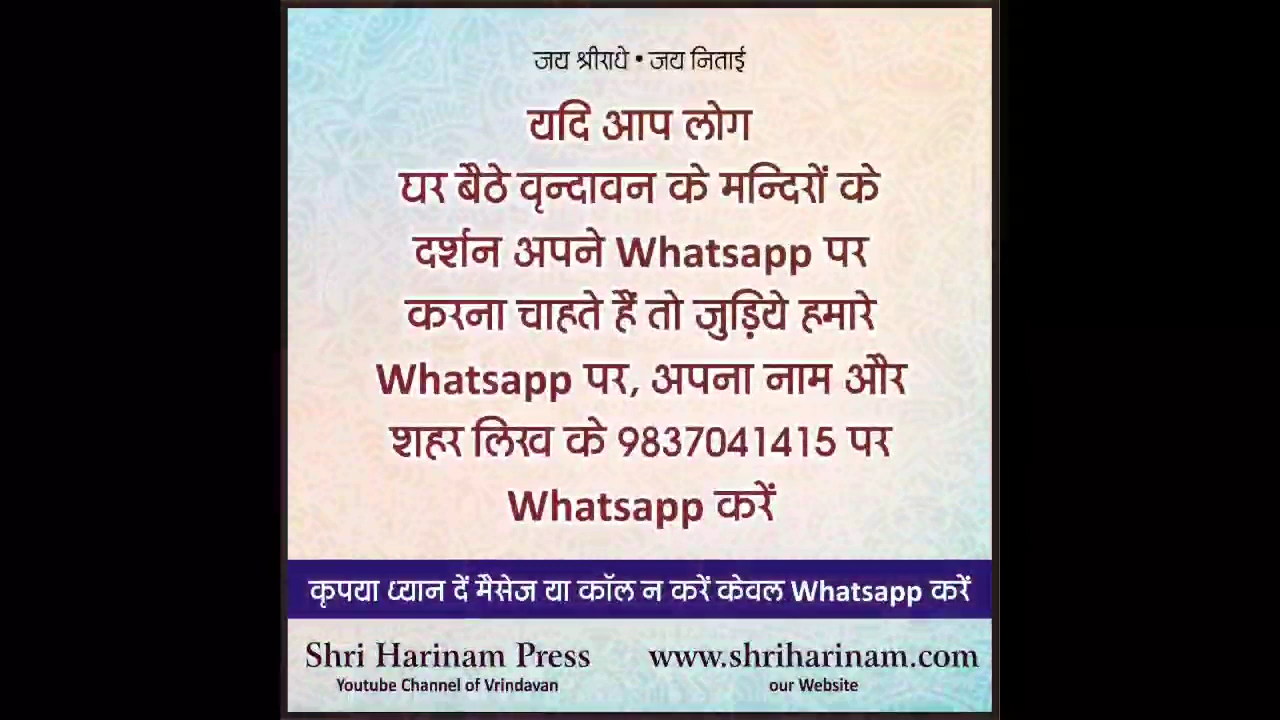 जय श्रीराधे • जय निताई
यदि आप लोग
घर बैठे वृन्दावन के मन्दिरों के
दर्शन अपने Whatsapp पर
करना चाहते हैं तो जुड़िये हमारे
Whatsapp पर, अपना नाम और
शहर लिख के 9837041415 पर
Whatsapp करें
कृपया ध्यान दें मैसेज या कॉल न करें केवल Whatsapp करें
Shri Harinam Press www.shriharinam.com
Youtube Channel of Vrindavan our Website